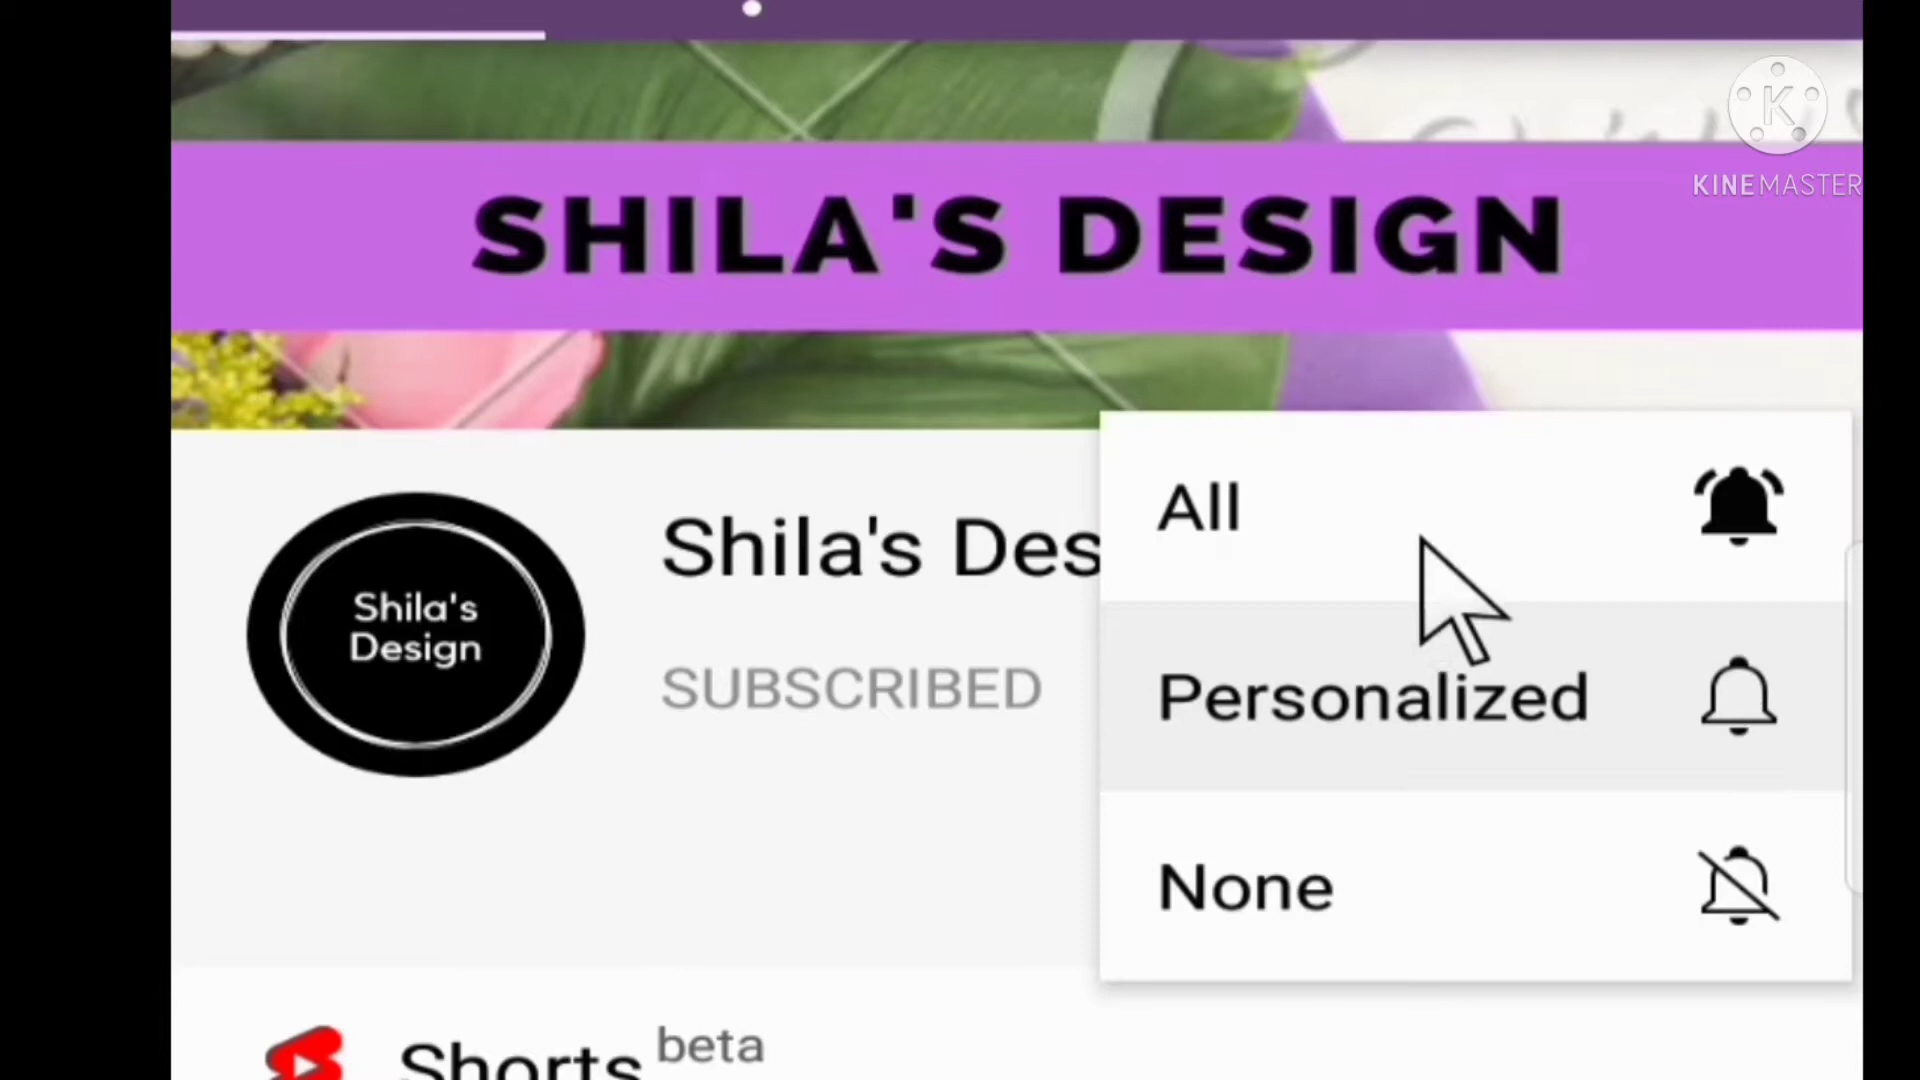 KINEMASTER
SHILA'S DESIGN
Shila's Des
SUBSCRIBED
Shila's
Design
All
Personalized
None
Shorts beta